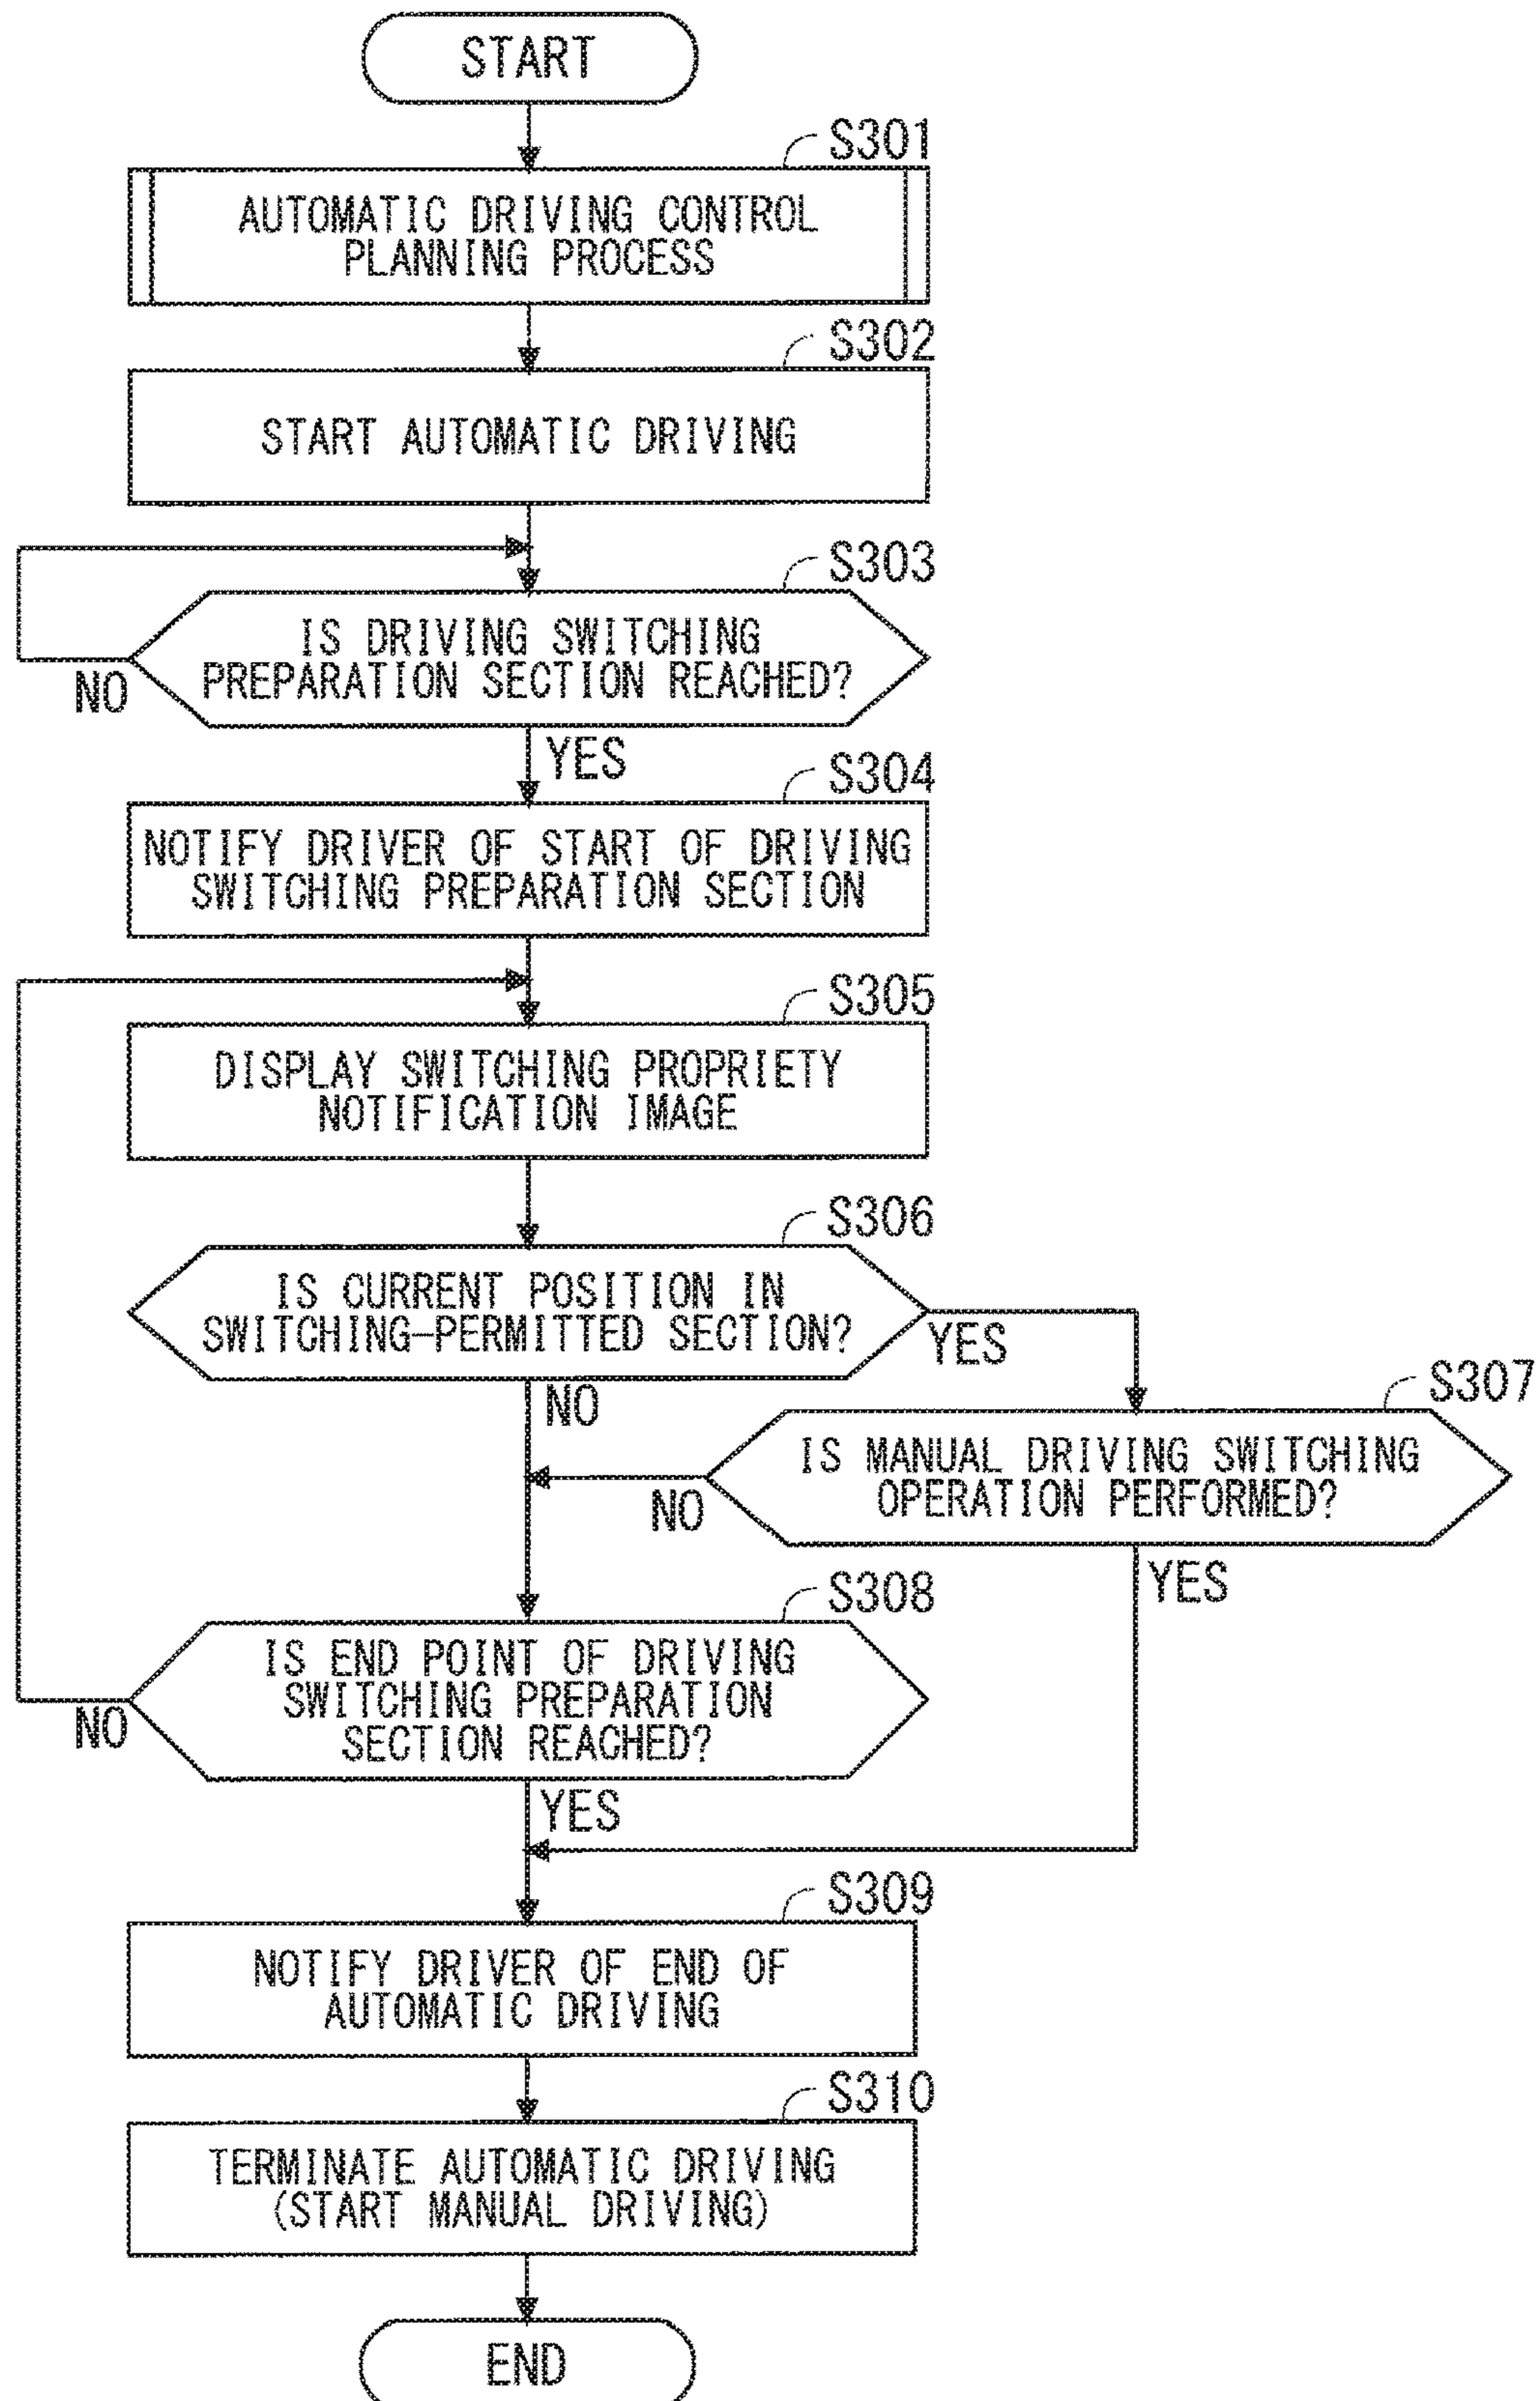 START
S301
AUTOMATIC DRIVING CONTROL
PLANNING PROCESS
S302
START AUTOMATIC DRIVING
S303
IS DRIVING SWITCHING
PREPARATION SECTION REACHED?
NO
YES
S304
NOTIFY DRIVER OF START OF DRIVING
SWITCHING PREPARATION SECTION
S305
DISPLAY SWITCHING PROPRIETY
NOTIFICATION IMAGE
S306
IS CURRENT POSITION IN
SWITCHING-PERMITTED SECTION?
YES
NO
S307
IS MANUAL DRIVING SWITCHING
OPERATION PERFORMED?
NO
YES
S308
IS END POINT OF DRIVING
SWITCHING PREPARATION
SECTION REACHED?
NO
YES
S309
NOTIFY DRIVER OF END OF
AUTOMATIC DRIVING
S310
TERMINATE AUTOMATIC DRIVING
(START MANUAL DRIVING)
END